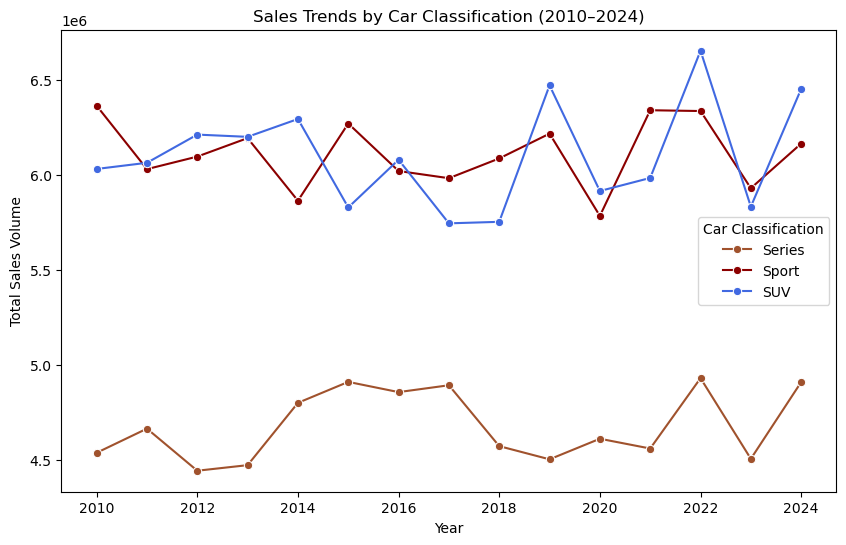 Sales Trends by Car Classification (2010–2024)
1e6
6.5
6.0
5.5
5.0
4.5
Total Sales Volume
Car Classification
Series
Sport
SUV
2010 2012 2014 2016 2018 2020 2022 2024
Year